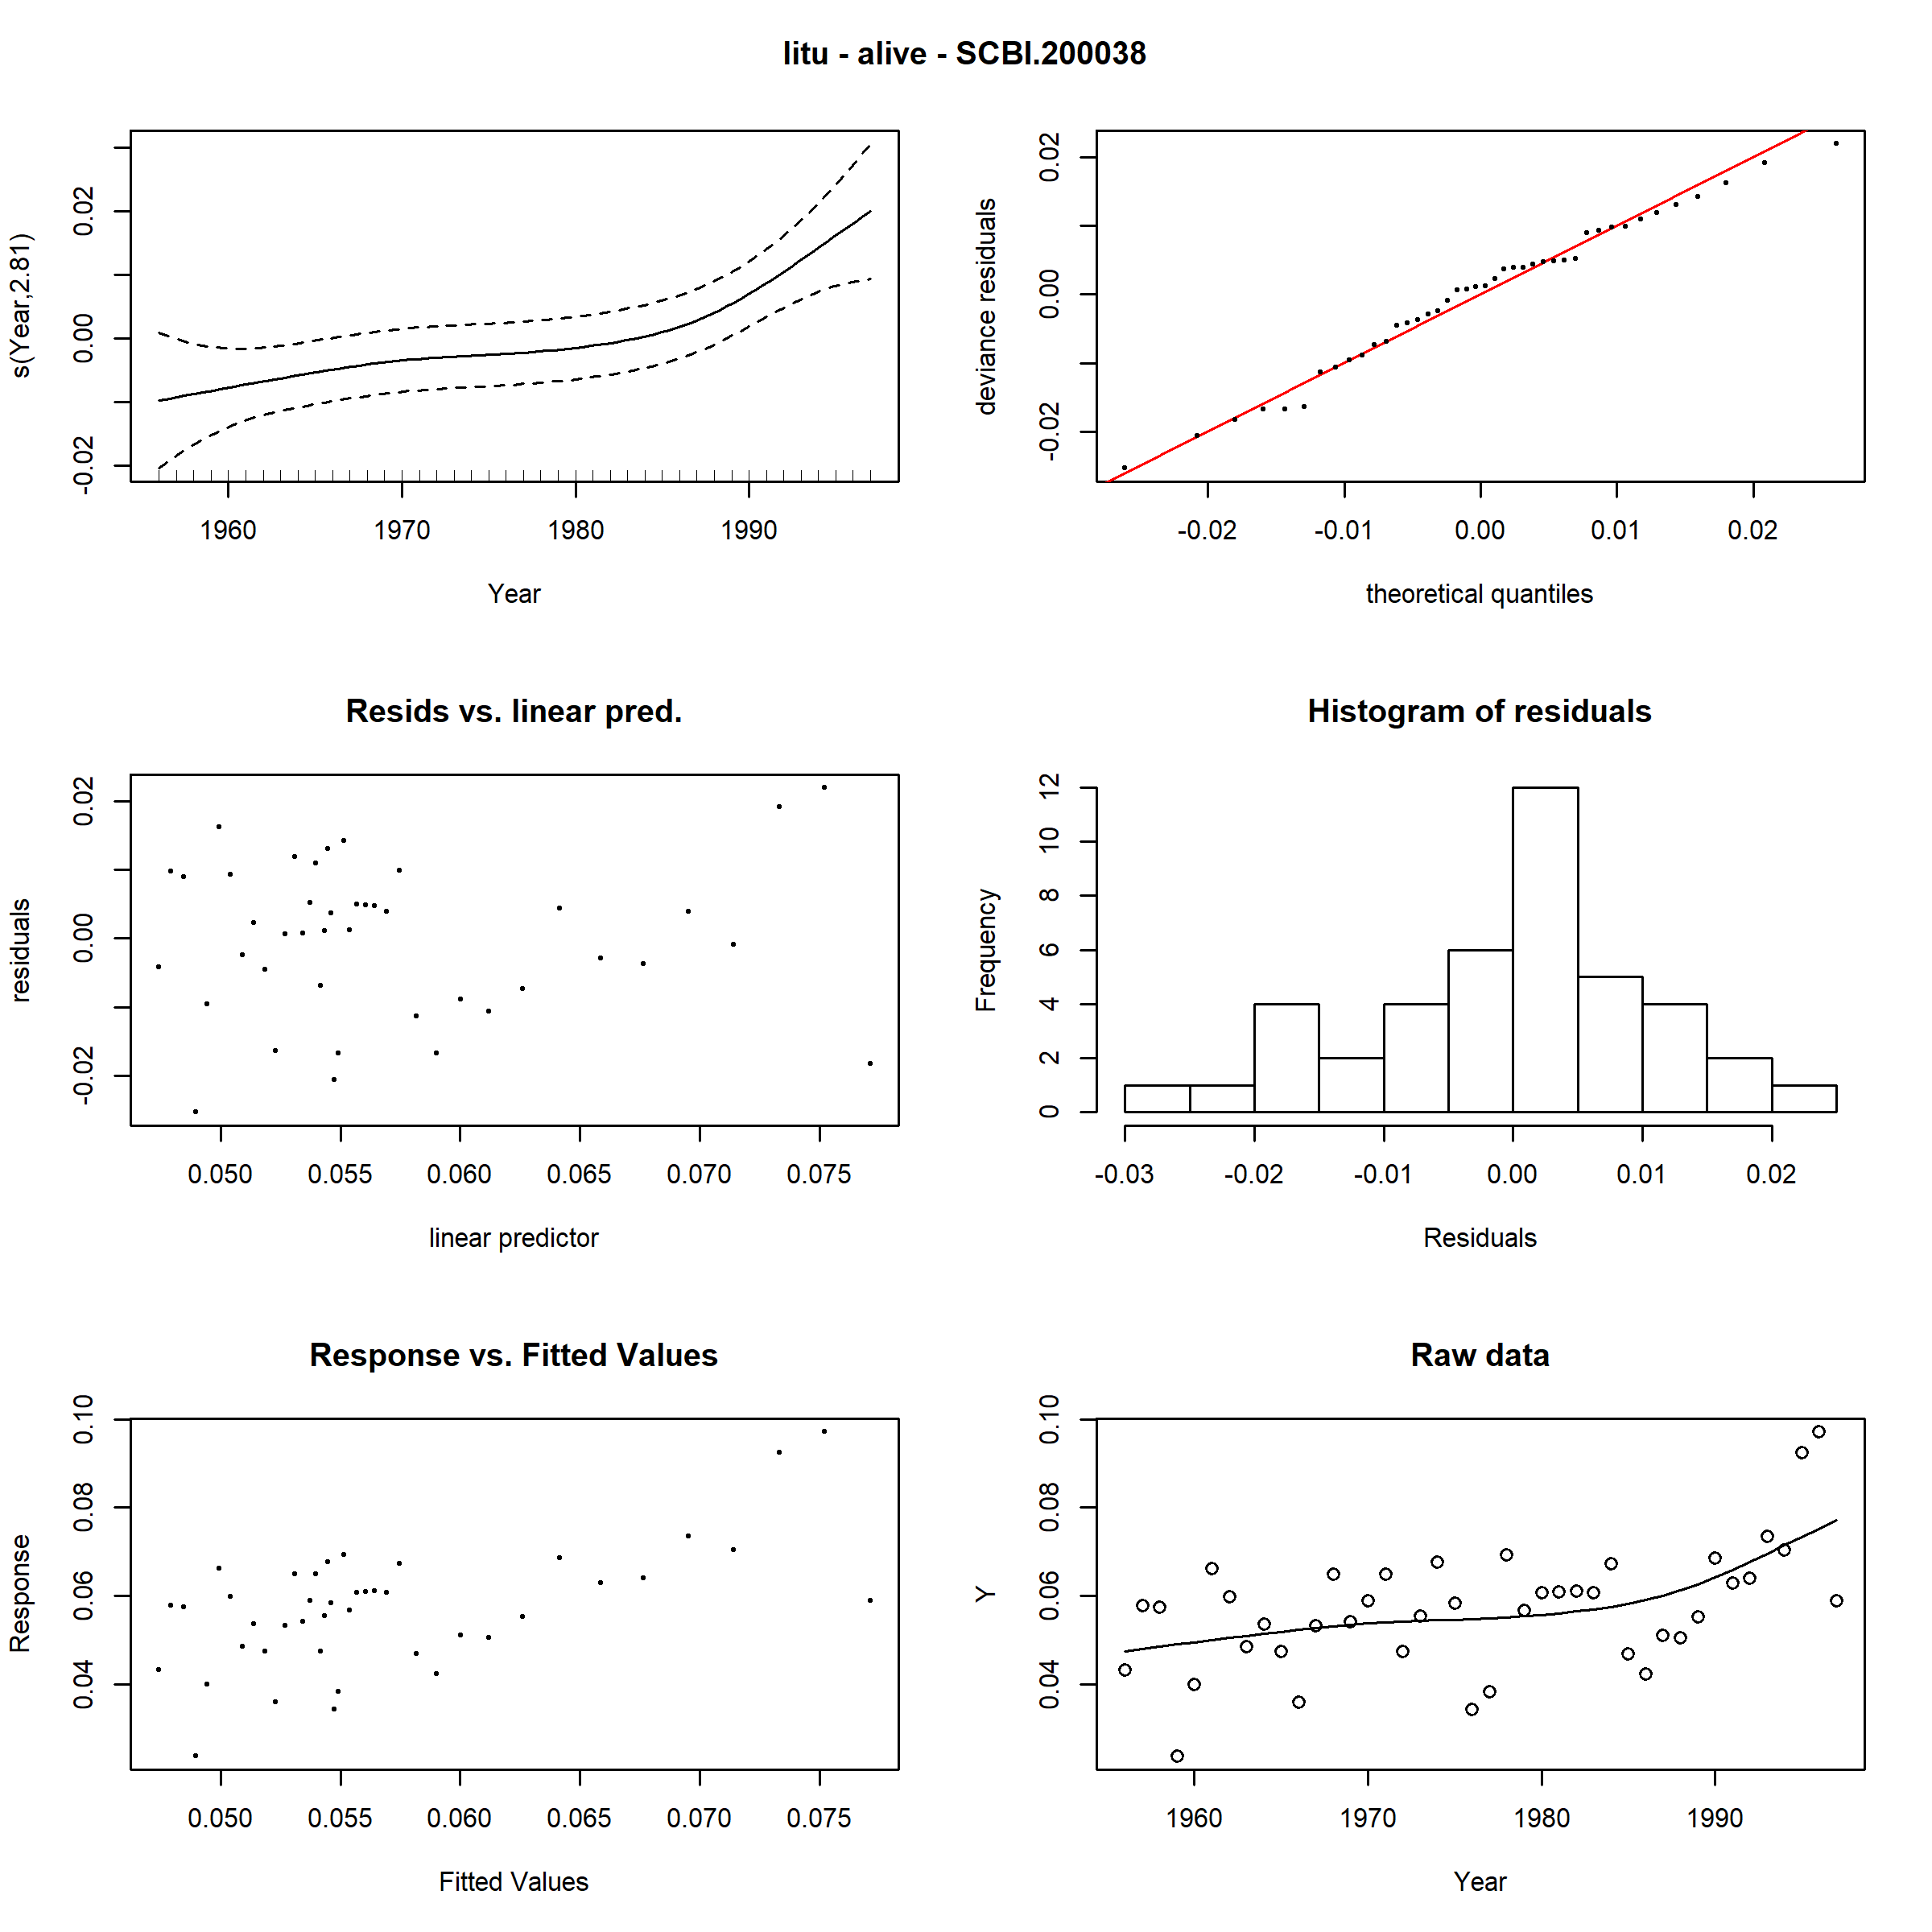 litu - alive - SCBI.200038
s(Year,2.81)
-0.02 0.00 0.02
1960 1970 1980 1990
Year
deviance residuals
-0.02 0.00 0.02
-0.02 -0.01 0.00 0.01 0.02
theoretical quantiles
Resids vs. linear pred.
residuals
-0.02 0.00 0.02
0.050 0.055 0.060 0.065 0.070 0.075
linear predictor
Histogram of residuals
Frequency
0 2 4 6 8 10 12
-0.03 -0.02 -0.01 0.00 0.01 0.02
Residuals
Response vs. Fitted Values
Response
0.04 0.06 0.08 0.10
0.050 0.055 0.060 0.065 0.070 0.075
Fitted Values
Raw data
Y
0.04 0.06 0.08 0.10
1960 1970 1980 1990
Year